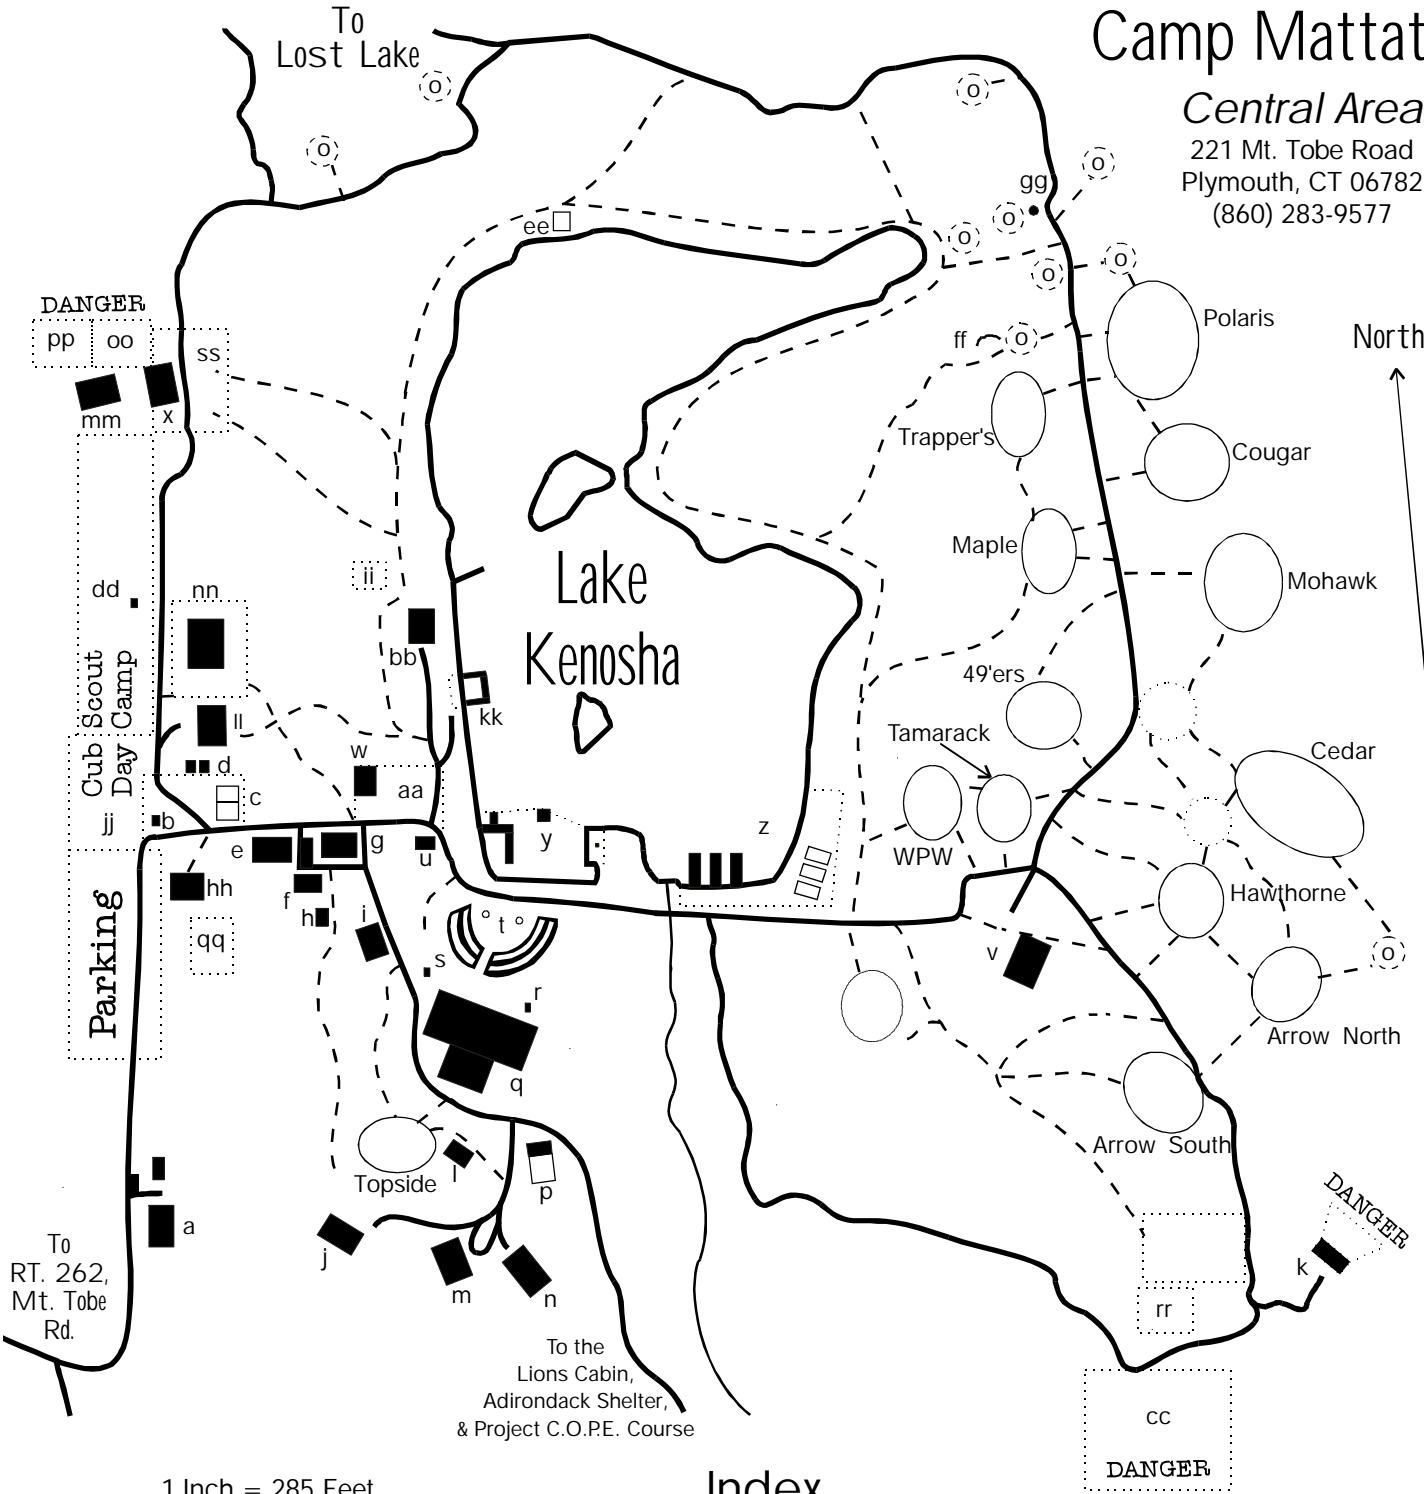 To
Lost Lake
o
o
Camp Mattat
Central Area
221 Mt. Tobe Road
Plymouth, CT 06782
(860) 283-9577
o
o
gg
o
o
o
o
ee
DANGER
pp
oo
ss
mm
x
Polaris
North
ff
o
Trapper's
Cougar
Maple
Mohawk
Lake
Kenosha
ii
dd
nn
bb
kk
ll
Cub Scout
Day Camp
49'ers
Tamarack
Cedar
w
d
aa
c
jj
b
e
g
u
y
z
WPW
Hawthorne
hh
f
h
i
t
qq
Parking
s
r
q
v
o
Arrow North
Arrow South
Topside
l
p
a
j
m
n
To
RT. 262,
Mt. Tobe
Rd.
DANGER
k
rr
To the
Lions Cabin,
Adirondack Shelter,
& Project C.O.P.E. Course
cc
DANGER
1 Inch = 285 Feet
Index